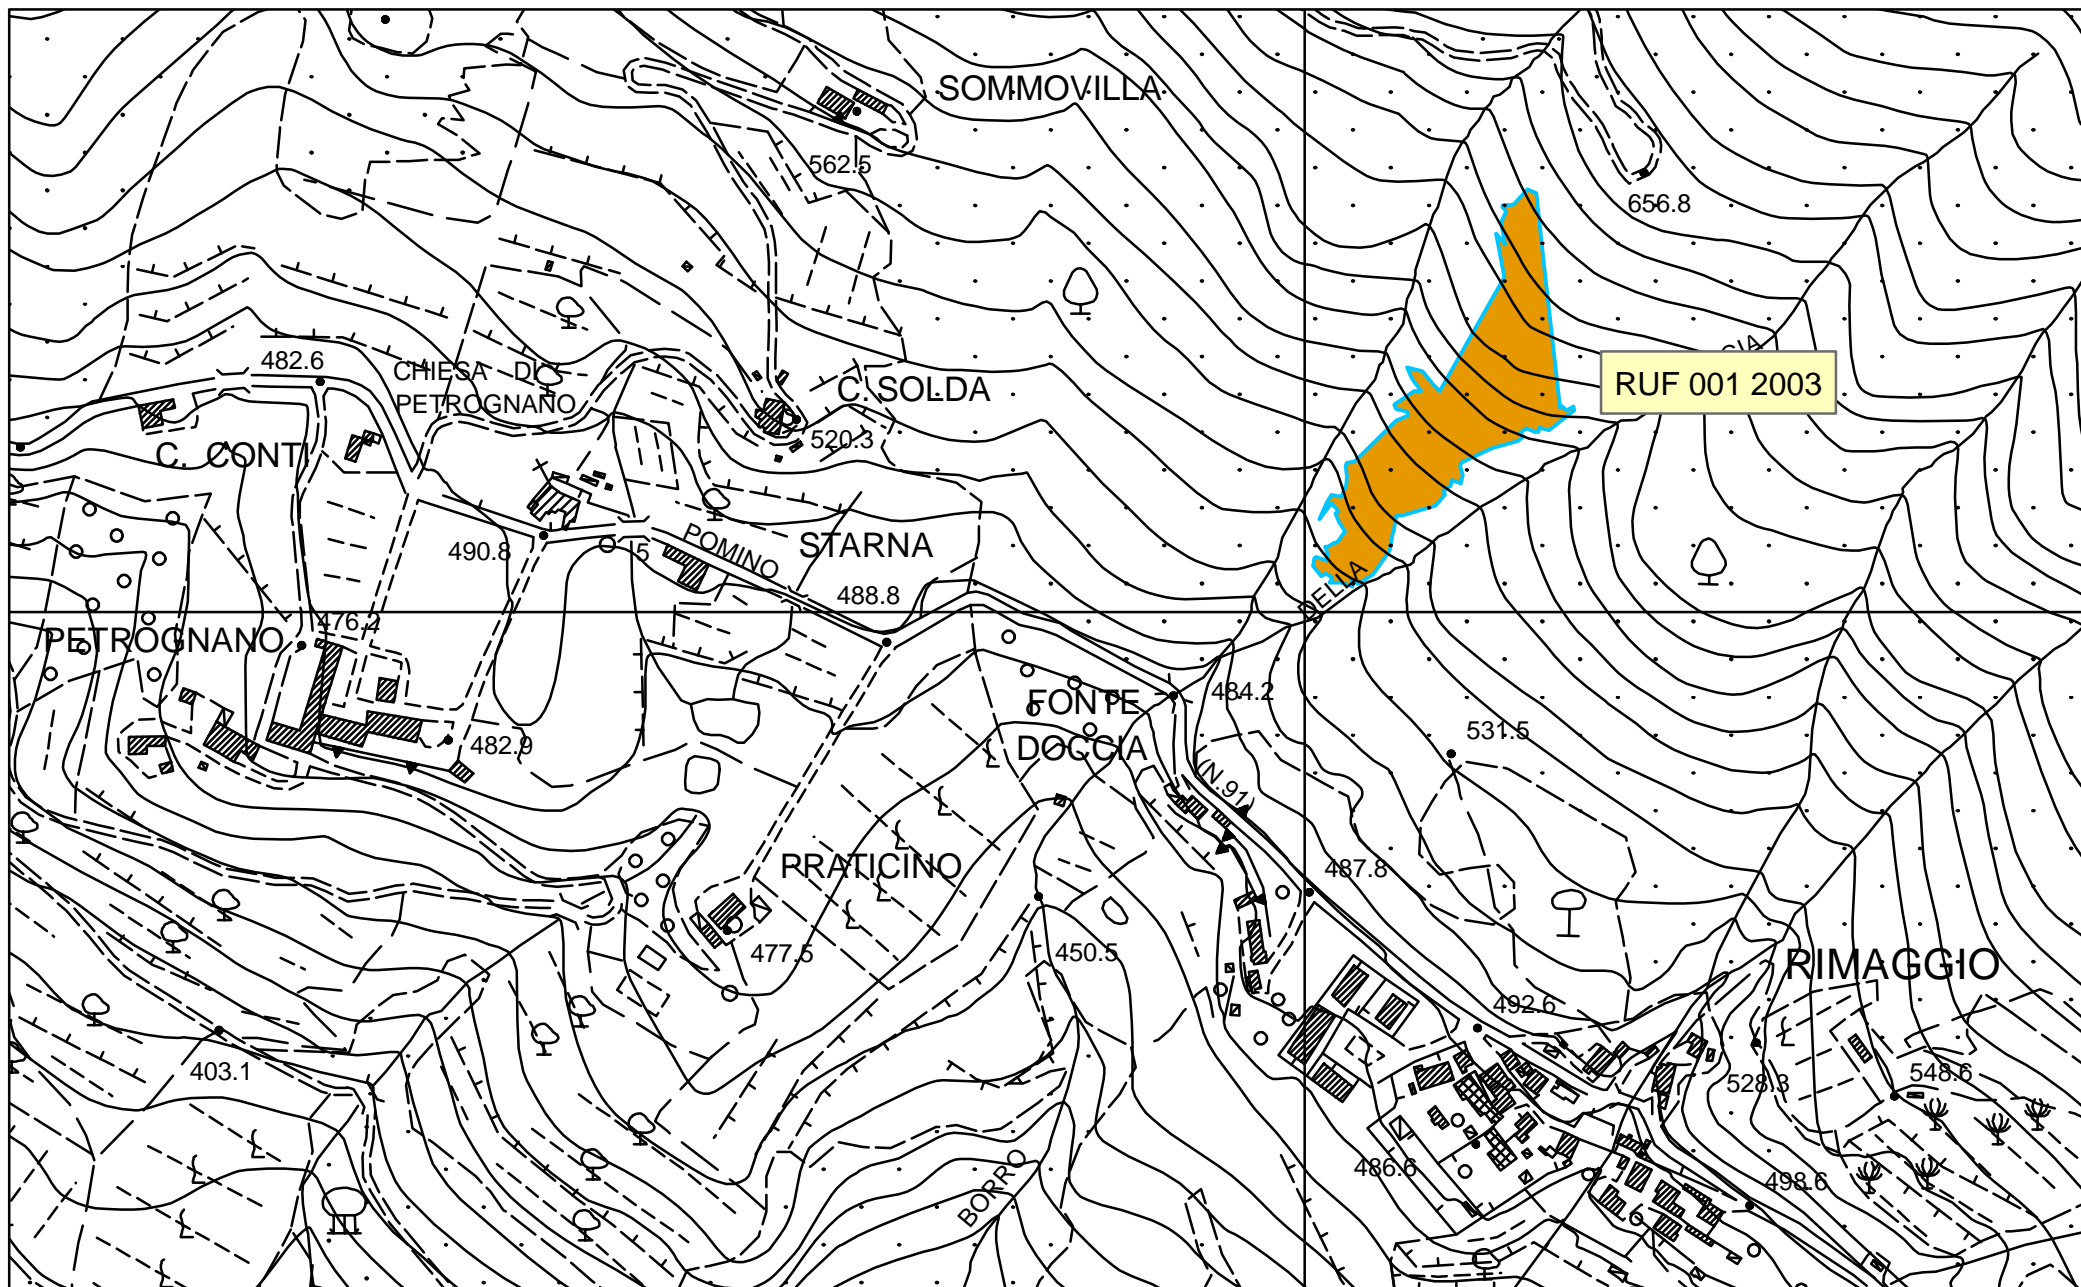 SOMMOVILLA
562.5
656.8
CIA
482.6
CHIESA DI
PETROGNANO
C. SOLDA
RUF 001 2003
520.3
C. CONTI
490.8
5
POMINO
STARNA
488.8
DELLA
476.2
PETROGNANO
484.2
FONTE
DOCCIA
531.5
482.9
(N.91)
PRATICINO
487.8
477.5
450.5
RIMAGGIO
492.6
403.1
528.3
548.6
486.6
BORRO
498.6